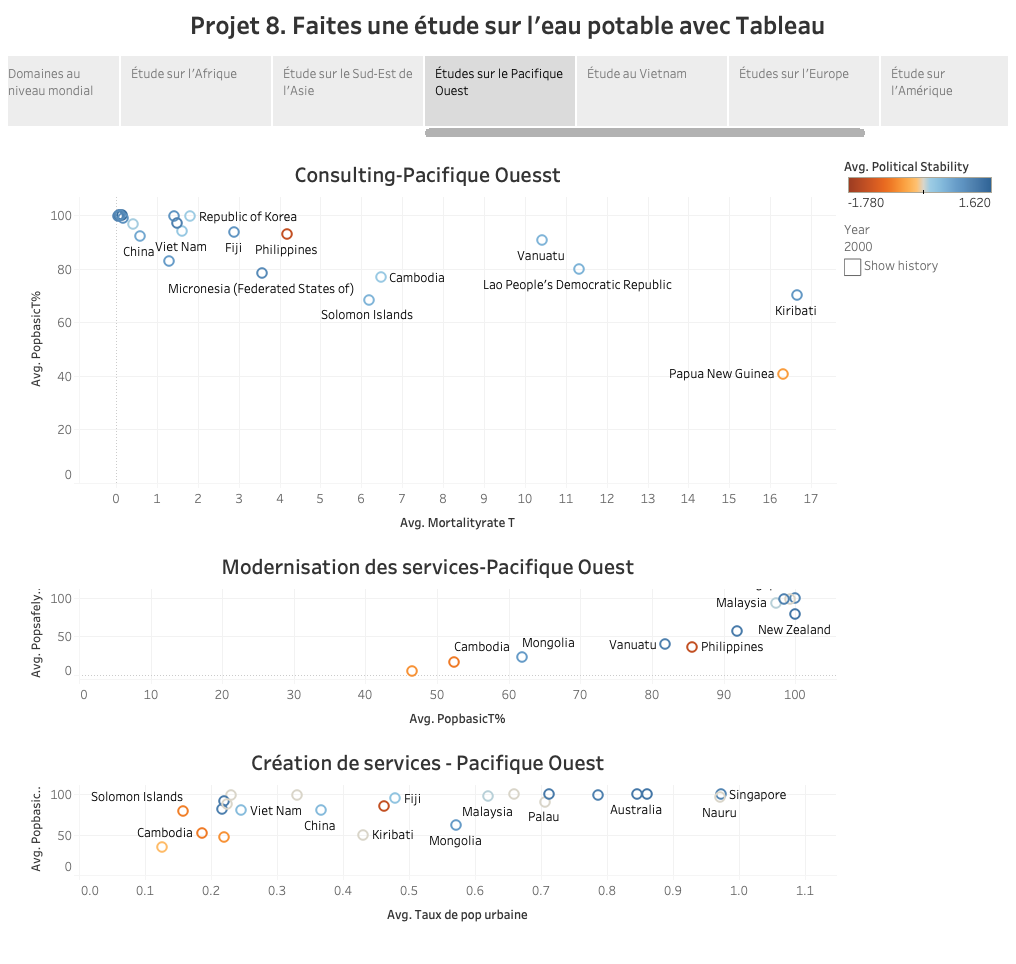 Projet 8. Faites une étude sur l’eau potable avec Tableau
Domaines au
niveau mondial
Étude sur l’Afrique
Étude sur le Sud-Est de
l’Asie
Études sur le Pacifique
Ouest
Étude au Vietnam
Études sur l’Europe
Étude sur
l’Amérique
Consulting-Pacifique Ouesst
Avg. Political Stability
-1.780
1.620
Year
2000
Show history
Avg. PopbasicT%
100
80
60
40
20
0
Republic of Korea
China
Viet Nam
Fiji
Philippines
Vanuatu
Cambodia
Micronesia (Federated States of)
Lao People’s Democratic Republic
Solomon Islands
Kiribati
Papua New Guinea
0 1 2 3 4 5 6 7 8 9 10 11 12 13 14 15 16 17
Avg. Mortalityrate T
Modernisation des services-Pacifique Ouest
Avg. Popsafely..
100
50
0
Malaysia
New Zealand
Cambodia
Mongolia
Vanuatu
Philippines
0 10 20 30 40 50 60 70 80 90 100
Avg. PopbasicT%
Création de services - Pacifique Ouest
Avg. Popbasic..
100
50
0
Solomon Islands
Fiji
Singapore
Viet Nam
Malaysia
Australia
Nauru
China
Palau
Cambodia
Kiribati
Mongolia
0.0 0.1 0.2 0.3 0.4 0.5 0.6 0.7 0.8 0.9 1.0 1.1
Avg. Taux de pop urbaine